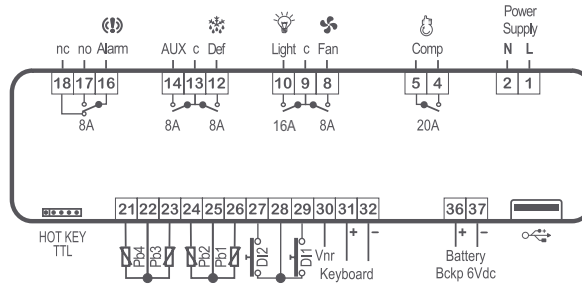 Power
Supply
nc no Alarm AUX c Def Light c Fan Comp N L
18 17 16 14 13 12 10 9 8 5 4 2 1
8A 8A 8A 16A 8A 20A
21 22 23 24 25 26 27 28 29 30 31 32 36 37
HOT KEY
TTL
Pb4 Pb3 Pb2 Pb1 DI2 DI1 Vnr + - + -
Keyboard
Battery
Bckp 6Vdc